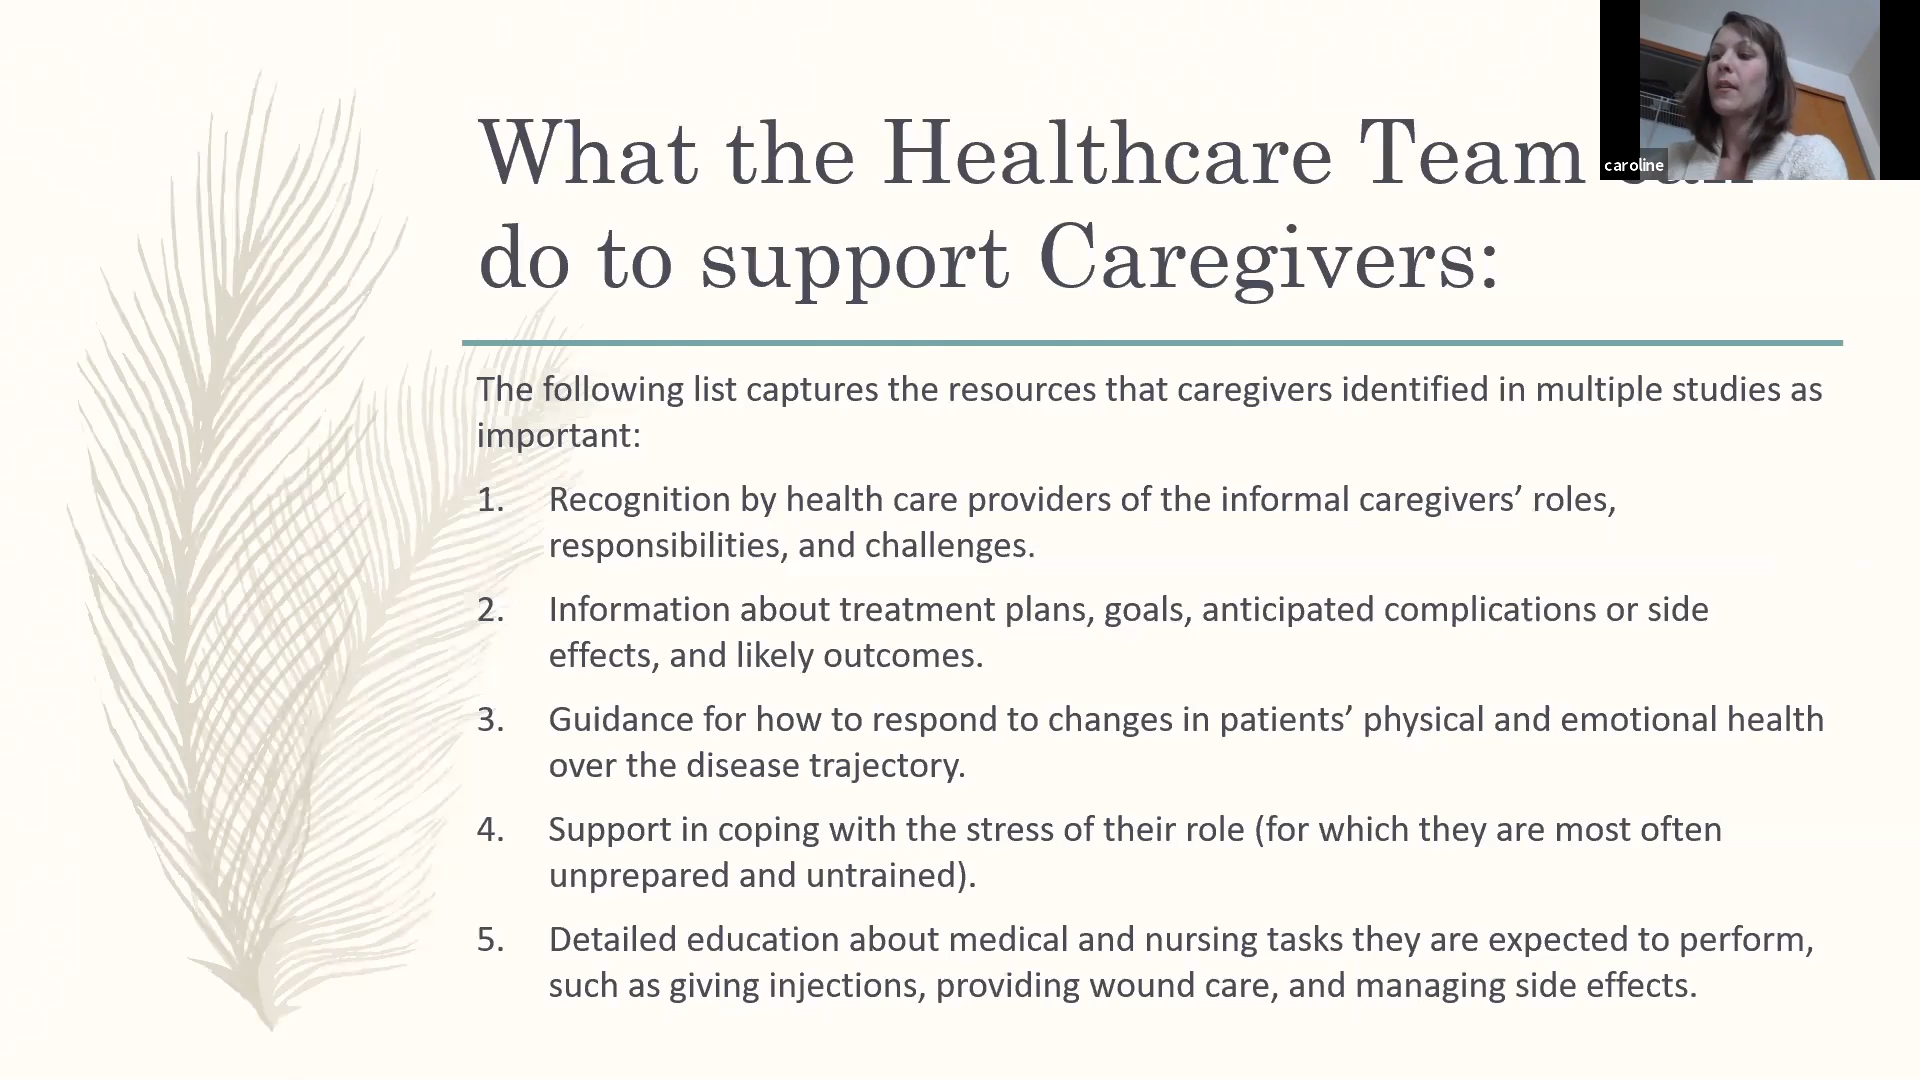 What the Healthcare Team
do to support Caregivers:
caroline
The following list captures the resources that caregivers identified in multiple studies as
important:
1. Recognition by health care providers of the informal caregivers’ roles,
responsibilities, and challenges.
2. Information about treatment plans, goals, anticipated complications or side
effects, and likely outcomes.
3. Guidance for how to respond to changes in patients’ physical and emotional health
over the disease trajectory.
4. Support in coping with the stress of their role (for which they are most often
unprepared and untrained).
5. Detailed education about medical and nursing tasks they are expected to perform,
such as giving injections, providing wound care, and managing side effects.